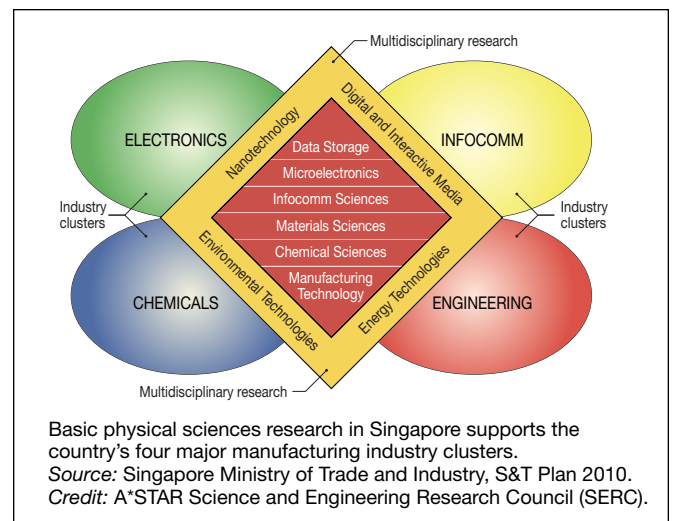 Multidisciplinary research
ELECTRONICS
INFOCOMM
Nanotechnology
Digital and Interactive Media
Data Storage
Microelectronics
Infocomm Sciences
Materials Sciences
Chemical Sciences
Manufacturing
Technology
Industry
clusters
Industry
clusters
Environmental Technologies
Energy Technologies
CHEMICALS
ENGINEERING
Multidisciplinary research
Basic physical sciences research in Singapore supports the
country's four major manufacturing industry clusters.
Source: Singapore Ministry of Trade and Industry, S&T Plan 2010.
Credit: A*STAR Science and Engineering Research Council (SERC).